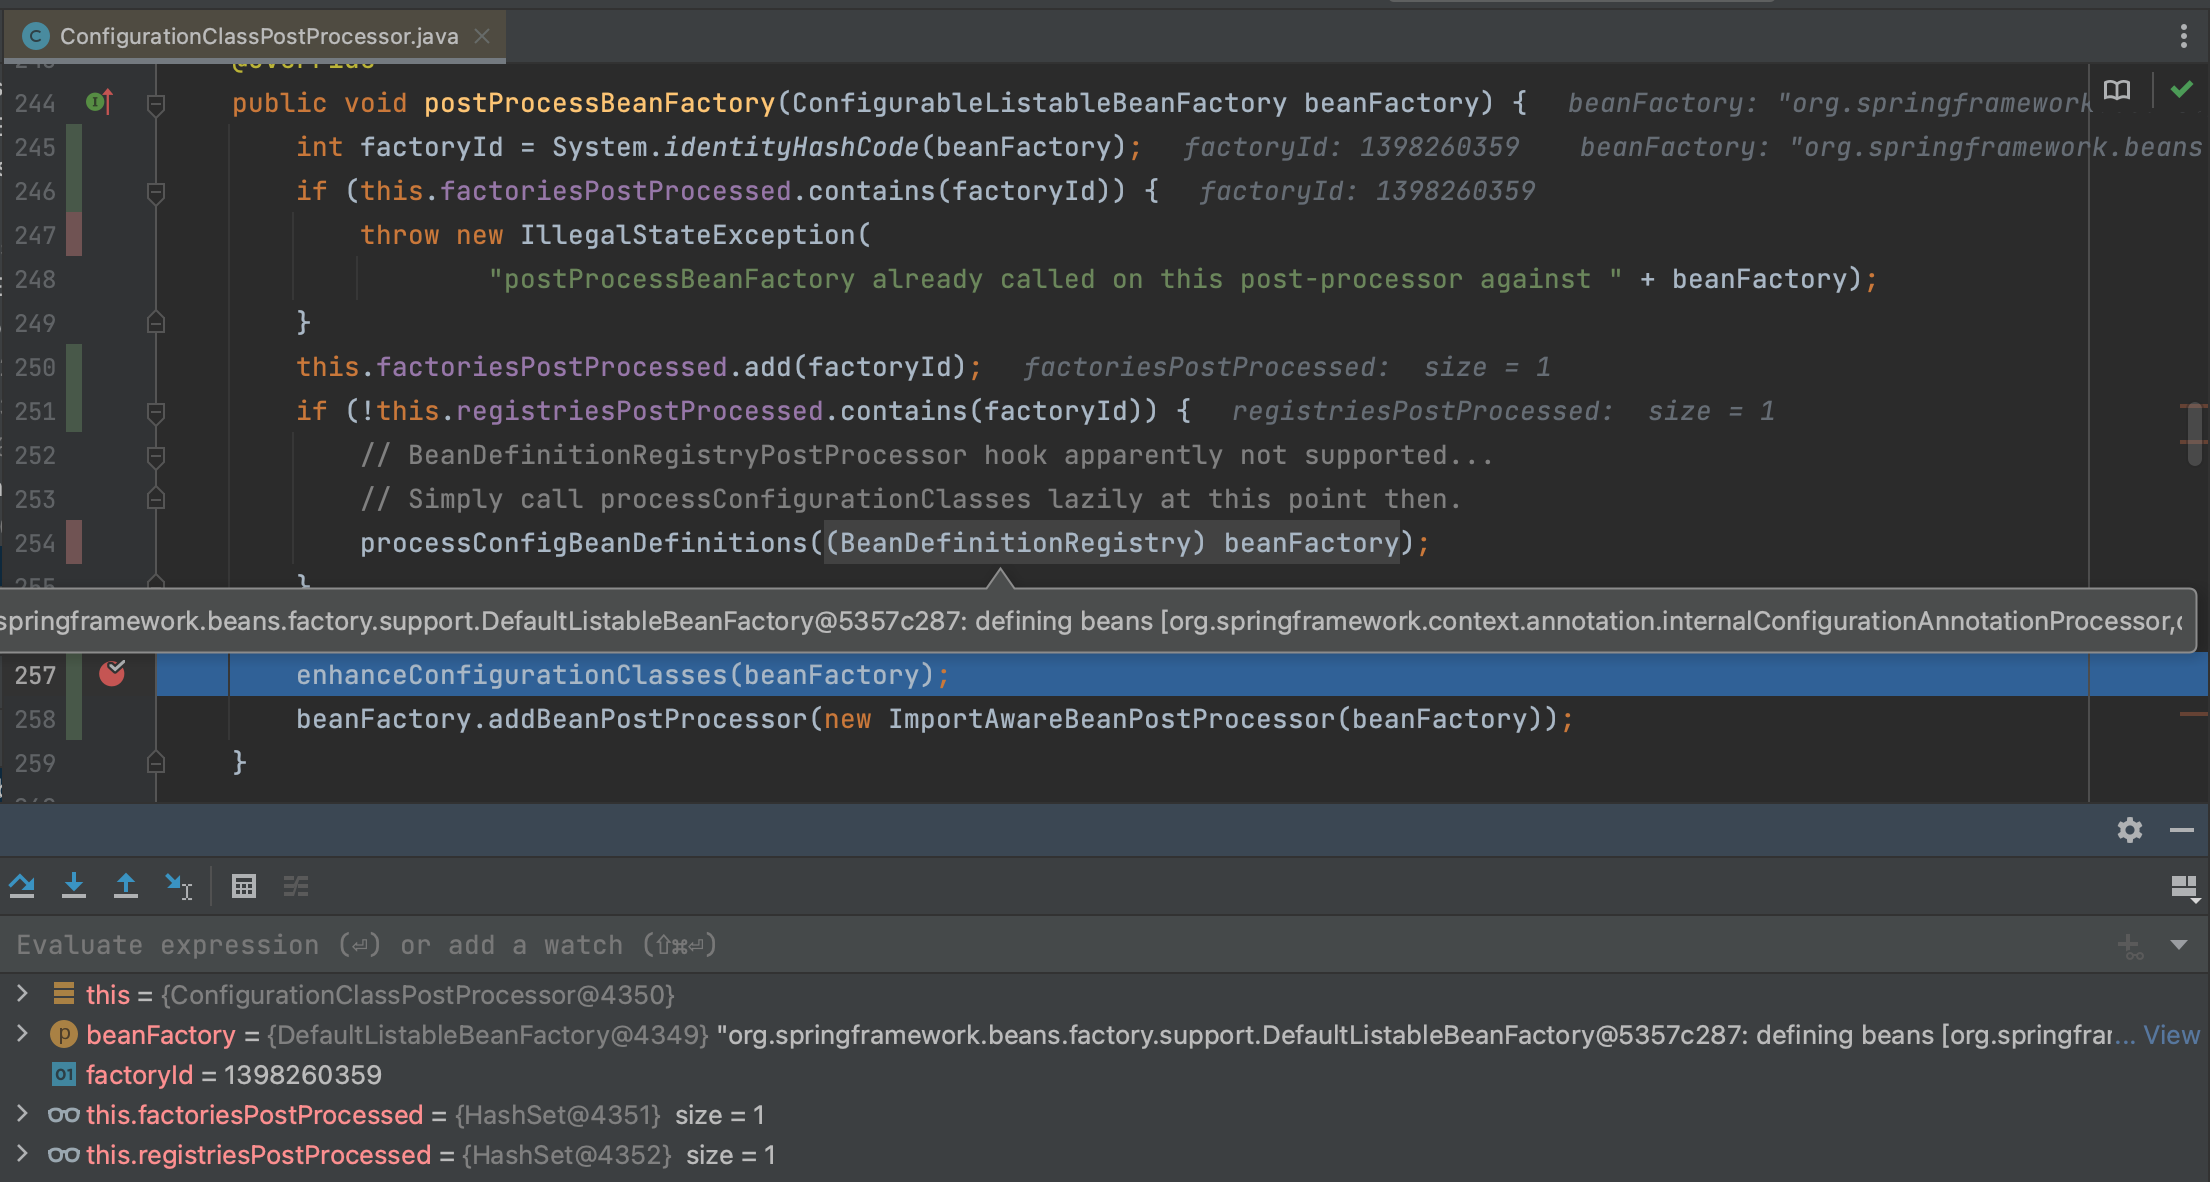 ConfigurationClassPostProcessor.java
@Override
244 public void postProcessBeanFactory(ConfigurableListableBeanFactory beanFactory) { beanFactory: "org.springframework
245 int factoryId = System.identityHashCode(beanFactory); factoryId: 1398260359 beanFactory: "org.springframework.beans
246 if (this.factoriesPostProcessed.contains(factoryId)) { factoryId: 1398260359
247 throw new IllegalStateException(
248 "postProcessBeanFactory already called on this post-processor against " + beanFactory);
249 }
250 this.factoriesPostProcessed.add(factoryId); factoriesPostProcessed: size = 1
251 if (!this.registriesPostProcessed.contains(factoryId)) { registriesPostProcessed: size = 1
252 // BeanDefinitionRegistryPostProcessor hook apparently not supported...
253 // Simply call processConfigurationClasses lazily at this point then.
254 processConfigBeanDefinitions((BeanDefinitionRegistry) beanFactory);
255 }
springframework.beans.factory.support.DefaultListableBeanFactory@5357c287: defining beans [org.springframework.context.annotation.internalConfigurationAnnotationProcessor,
257 enhanceConfigurationClasses(beanFactory);
258 beanFactory.addBeanPostProcessor(new ImportAwareBeanPostProcessor(beanFactory));
259 }
Evaluate expression (⏎) or add a watch (⇧⌘⏎)
this = {ConfigurationClassPostProcessor@4350}
beanFactory = {DefaultListableBeanFactory@4349} "org.springframework.beans.factory.support.DefaultListableBeanFactory@5357c287: defining beans [org.springfrar... View
factoryId = 1398260359
this.factoriesPostProcessed = {HashSet@4351} size = 1
this.registriesPostProcessed = {HashSet@4352} size = 1